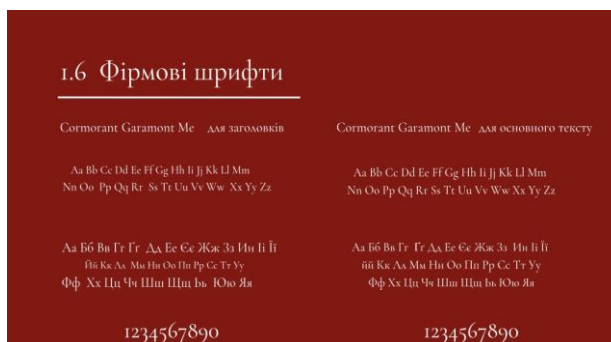 1.6 Фірмові шрифти
Cormorant Garamont Me для заголовків
Aa Bb Cc Dd Ee Ff Gg Hh Ii Jj Kk Ll Mm
Nn Oo Pp Qq Rr Ss Tt Uu Vv Ww Xx Yy Zz
Аа Бб Вв Гг Ґг Дд Ее Єє Жж Зз Ии Іі Її
Йй Кк Лл Мм Нн Оо Пп Рр Сс Тт Уу
Фф Хх Цц Чч Шш Щщ Ьь Юю Яя
1234567890
Cormorant Garamont Me для основного тексту
Aa Bb Cc Dd Ee Ff Gg Hh Ii Jj Kk Ll Mm
Nn Oo Pp Qq Rr Ss Tt Uu Vv Ww Xx Yy Zz
Аа Бб Вв Гг Ґг Дд Ее Єє Жж Зз Ии Іі Її
йй Кк Лл Мм Нн Оо Пп Рр Сс Тт Уу
Фф Хх Цц Чч Шш Щщ Ьь Юю Яя
1234567890